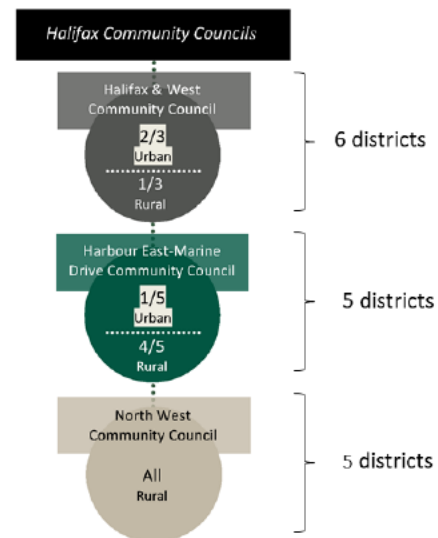 Halifax Community Councils
Halifax & West
Community Council
2/3
Urban
1/3
Rural
6 districts
Harbour East-Marine
Drive Community Council
1/5
Urban
4/5
Rural
5 districts
North West
Community Council
All
Rural
5 districts